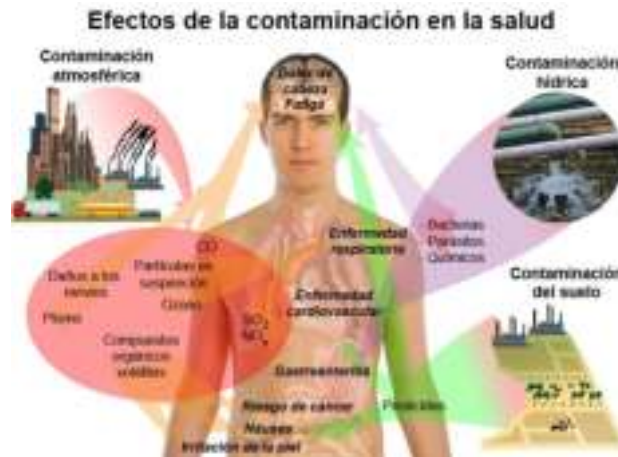 Efectos de la contaminación en la salud
Contaminación
atmosférica
Contaminación
hídrica
Dolor de
cabeza
Fatiga
Bacterias
Parásitos
Químicos
Enfermedad
respiratoria
CO
Partículas en
suspensión
Daños a los
nervios
Ozono
Plomo
SO2
NOx
Compuestos
orgánicos
volátiles
Enfermedad
cardiovascular
Contaminación
del suelo
Gastroenteritis
Riesgo de cáncer
Pesticidas
Náusea
Irritación de la piel